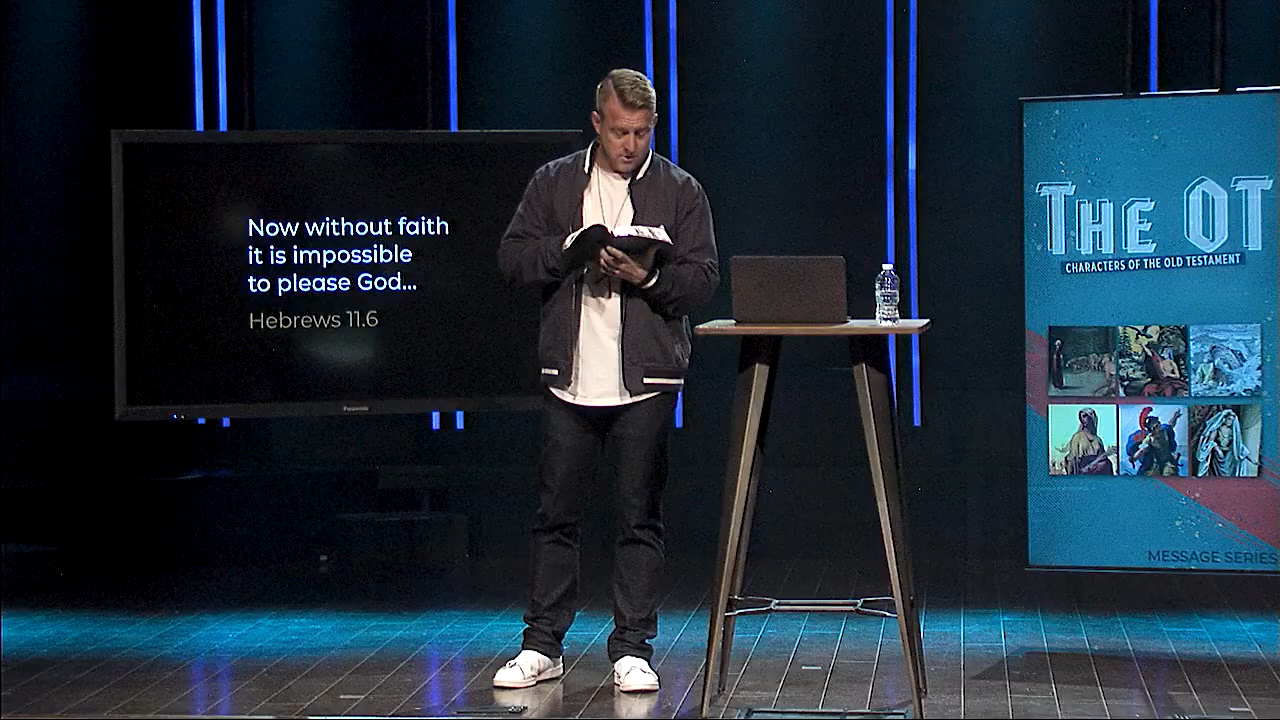 Now without faith
it is impossible
to please God...
Hebrews 11.6
Panasonic
THE OT
CHARACTERS OF THE OLD TESTAMENT
MESSAGE SERIES